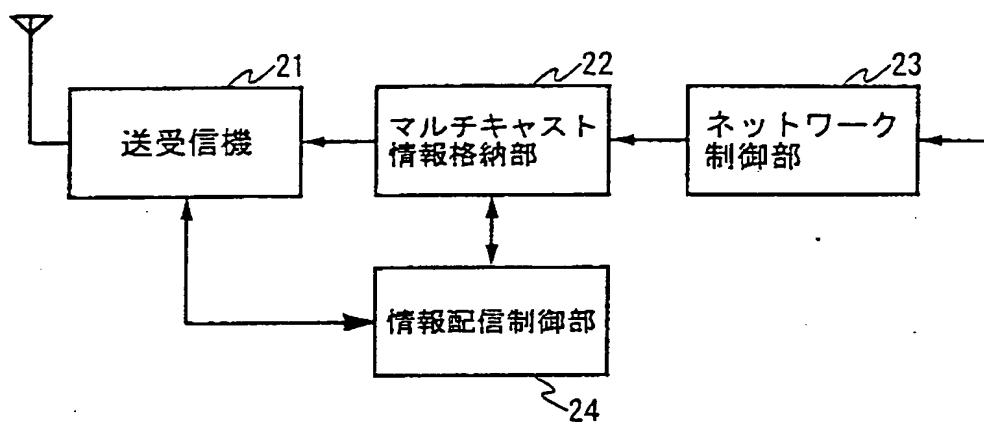 21
送受信機
22
マルチキャスト
情報格納部
23
ネットワーク
制御部
情報配信制御部
24